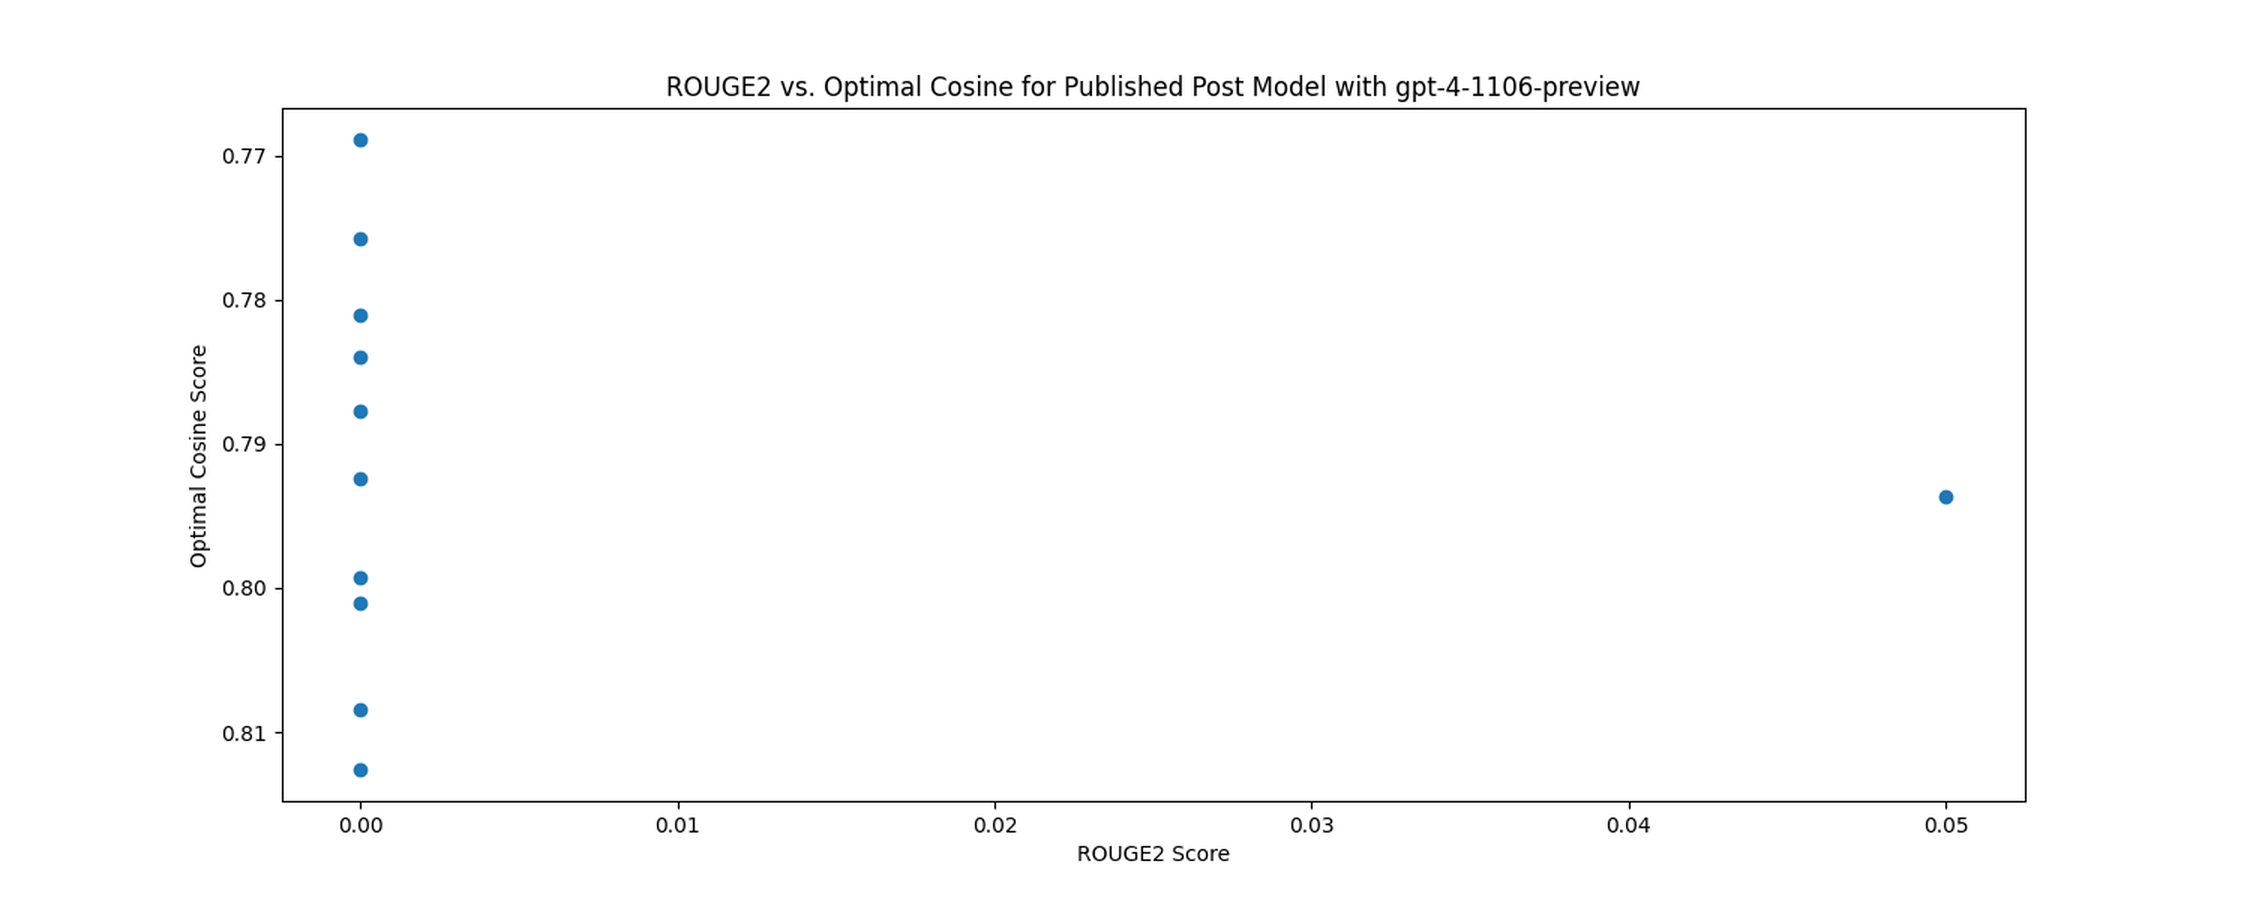 ROUGE2 vs. Optimal Cosine for Published Post Model with gpt-4-1106-preview
Optimal Cosine Score
0.77
0.78
0.79
0.80
0.81
0.00 0.01 0.02 0.03 0.04 0.05
ROUGE2 Score